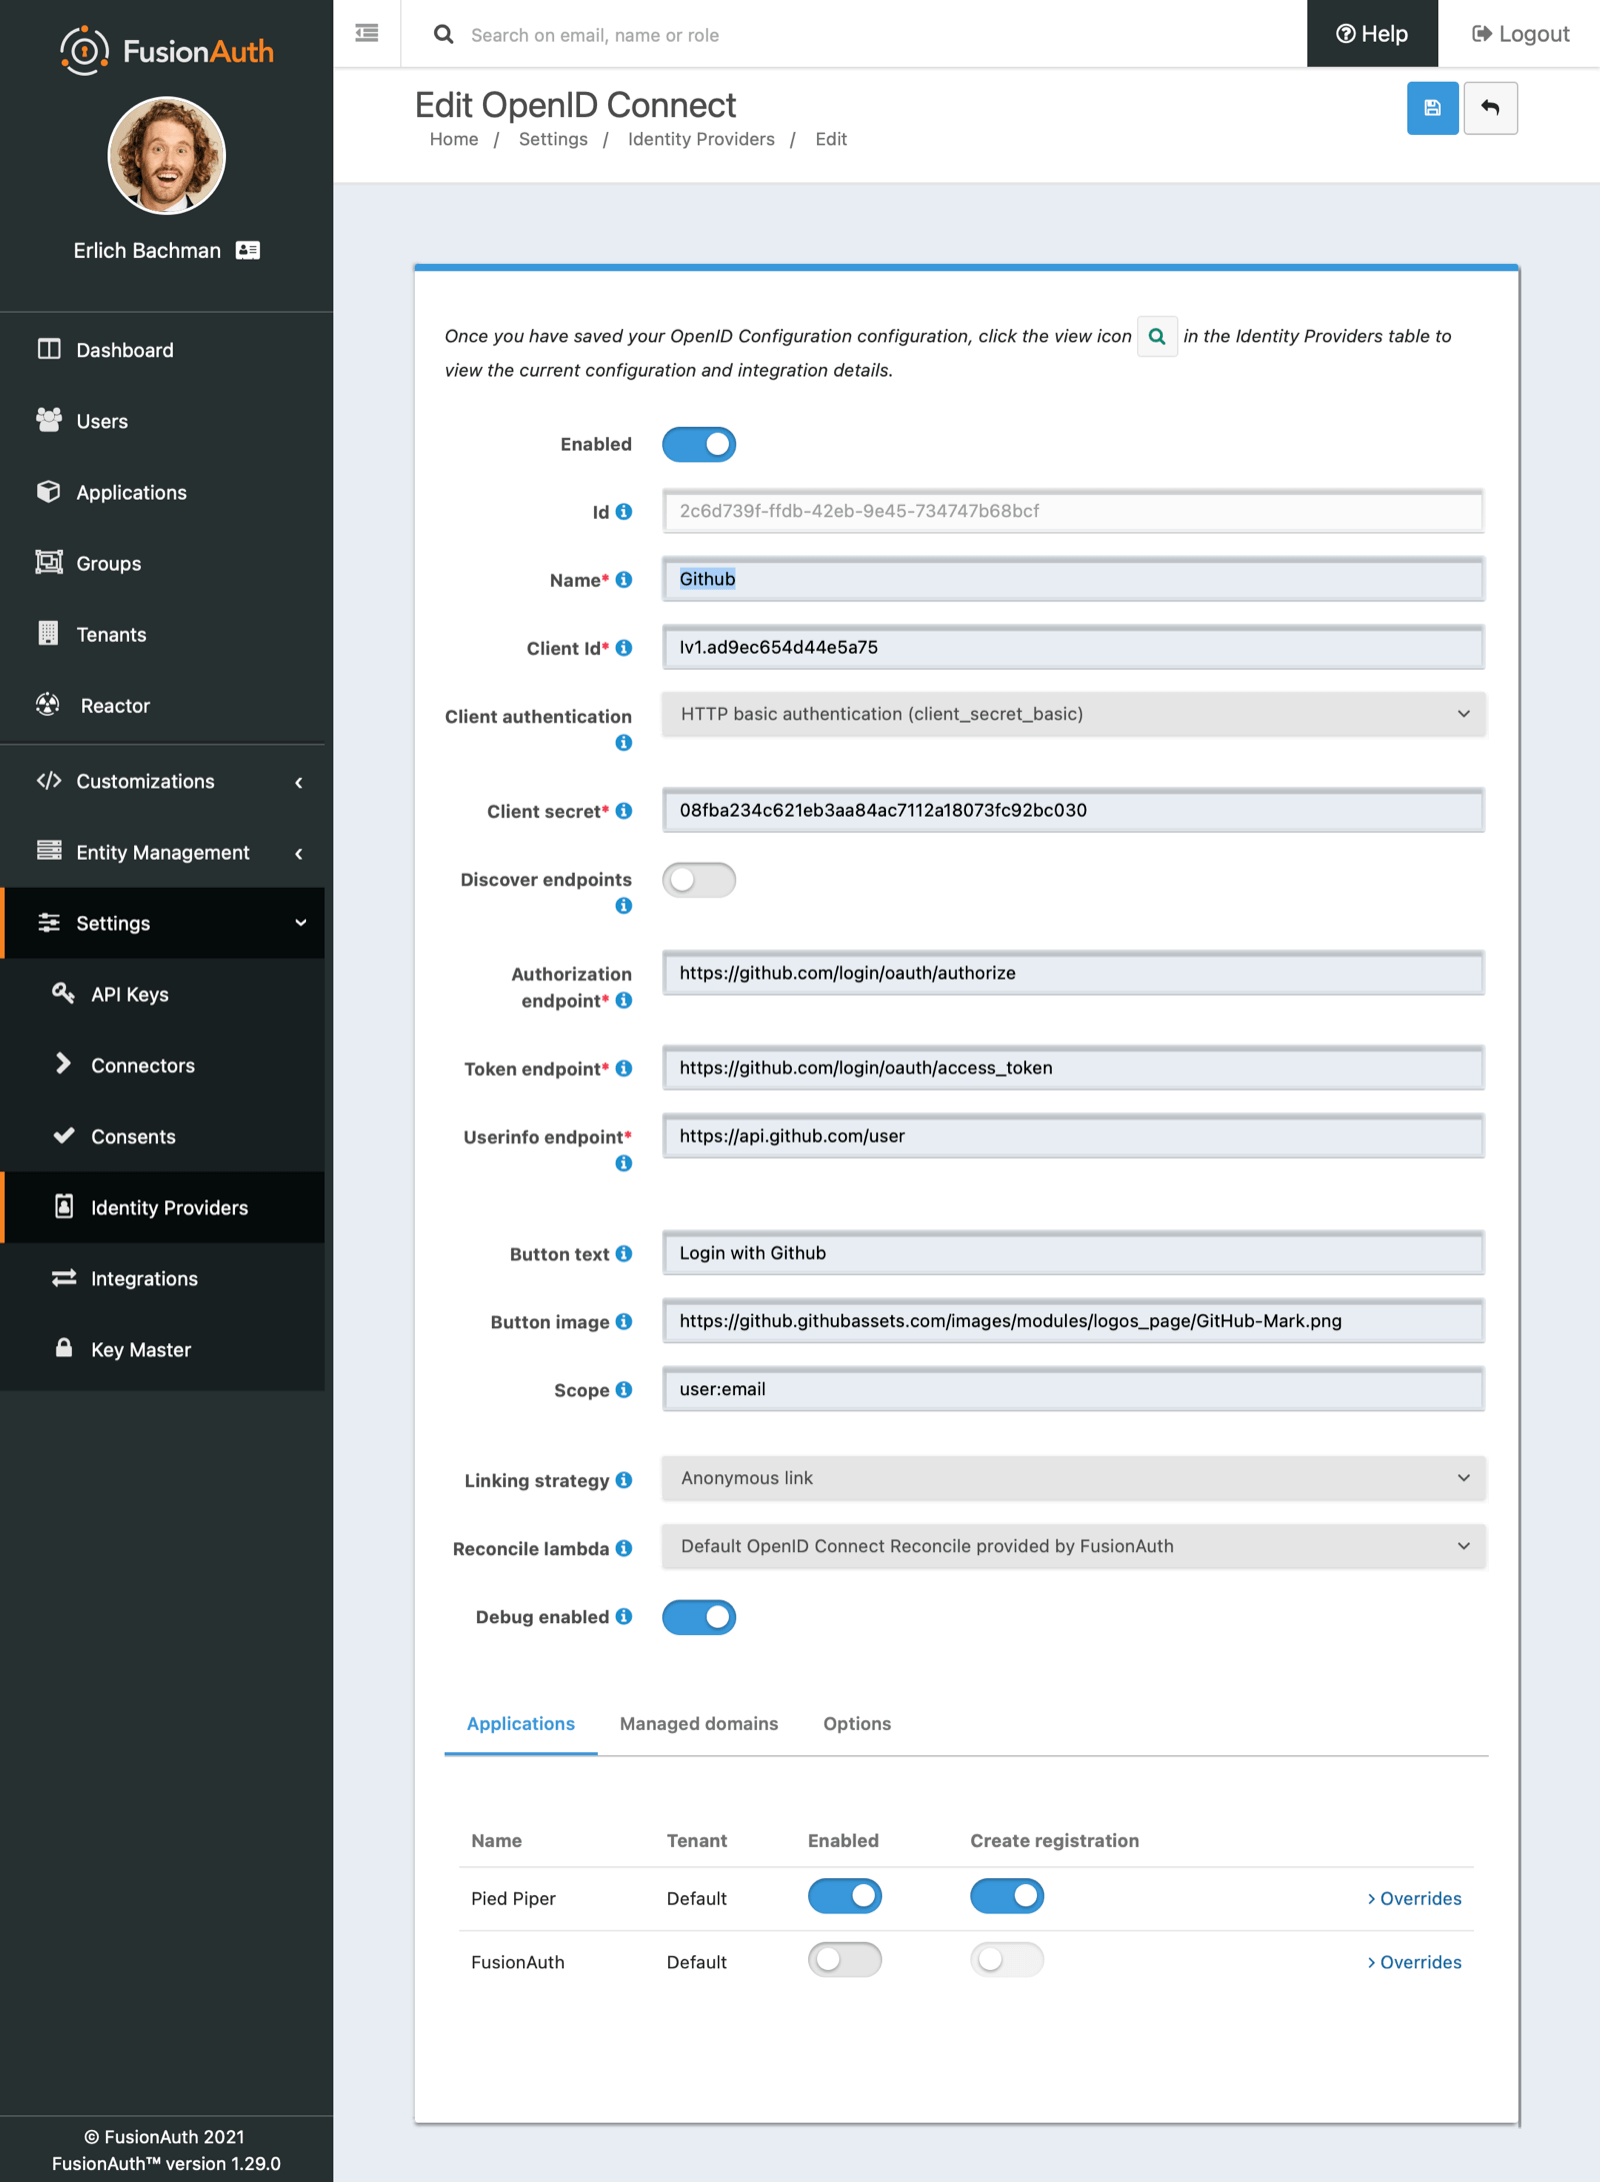 FusionAuth
Search on email, name or role
Help
Logout
Erlich Bachman
Dashboard
Users
Applications
Groups
Tenants
Reactor
Customizations
Entity Management
Settings
API Keys
Connectors
Consents
Identity Providers
Integrations
Key Master
© FusionAuth 2021
FusionAuth™ version 1.29.0
Edit OpenID Connect
Home / Settings / Identity Providers / Edit
Once you have saved your OpenID Configuration configuration, click the view icon in the Identity Providers table to
view the current configuration and integration details.
Enabled
Id 2c6d739f-ffdb-42eb-9e45-734747b68bcf
Name* Github
Client Id* Iv1.ad9ec654d44e5a75
Client authentication HTTP basic authentication (client_secret_basic)
Client secret* 08fba234c621eb3aa84ac7112a18073fc92bc030
Discover endpoints
Authorization
endpoint* https://github.com/login/oauth/authorize
Token endpoint* https://github.com/login/oauth/access_token
Userinfo endpoint* https://api.github.com/user
Button text Login with Github
Button image https://github.githubassets.com/images/modules/logos_page/GitHub-Mark.png
Scope user:email
Linking strategy Anonymous link
Reconcile lambda Default OpenID Connect Reconcile provided by FusionAuth
Debug enabled
Applications Managed domains Options
Name Tenant Enabled Create registration
Pied Piper Default > Overrides
FusionAuth Default > Overrides